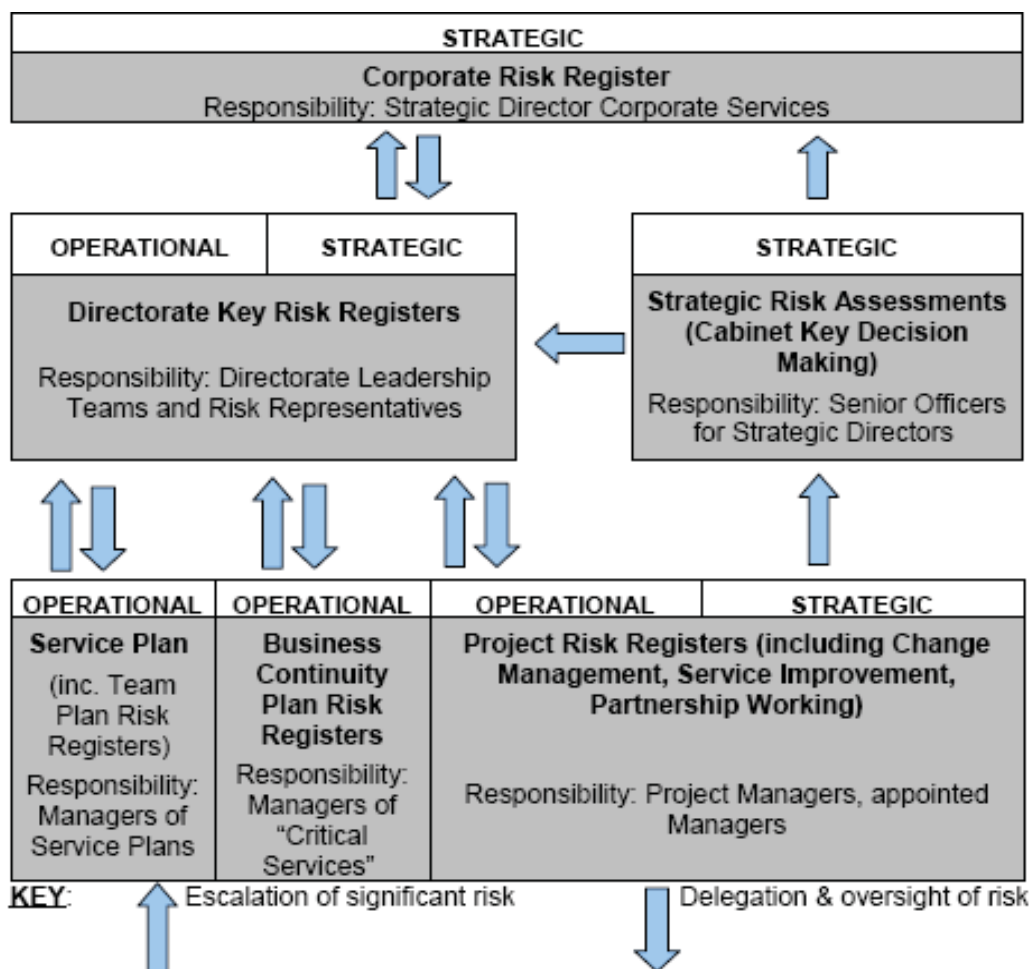 STRATEGIC
Corporate Risk Register
Responsibility: Strategic Director Corporate Services
OPERATIONAL
STRATEGIC
Directorate Key Risk Registers
Responsibility: Directorate Leadership
Teams and Risk Representatives
STRATEGIC
Strategic Risk Assessments
(Cabinet Key Decision
Making)
Responsibility: Senior Officers
for Strategic Directors
OPERATIONAL
Service Plan
(inc. Team
Plan Risk
Registers)
Responsibility:
Managers of
Service Plans
OPERATIONAL
Business
Continuity
Plan Risk
Registers
Responsibility:
Managers of
“Critical
Services”
OPERATIONAL
STRATEGIC
Project Risk Registers (including Change
Management, Service Improvement,
Partnership Working)
Responsibility: Project Managers, appointed
Managers
KEY:
Escalation of significant risk
Delegation & oversight of risk